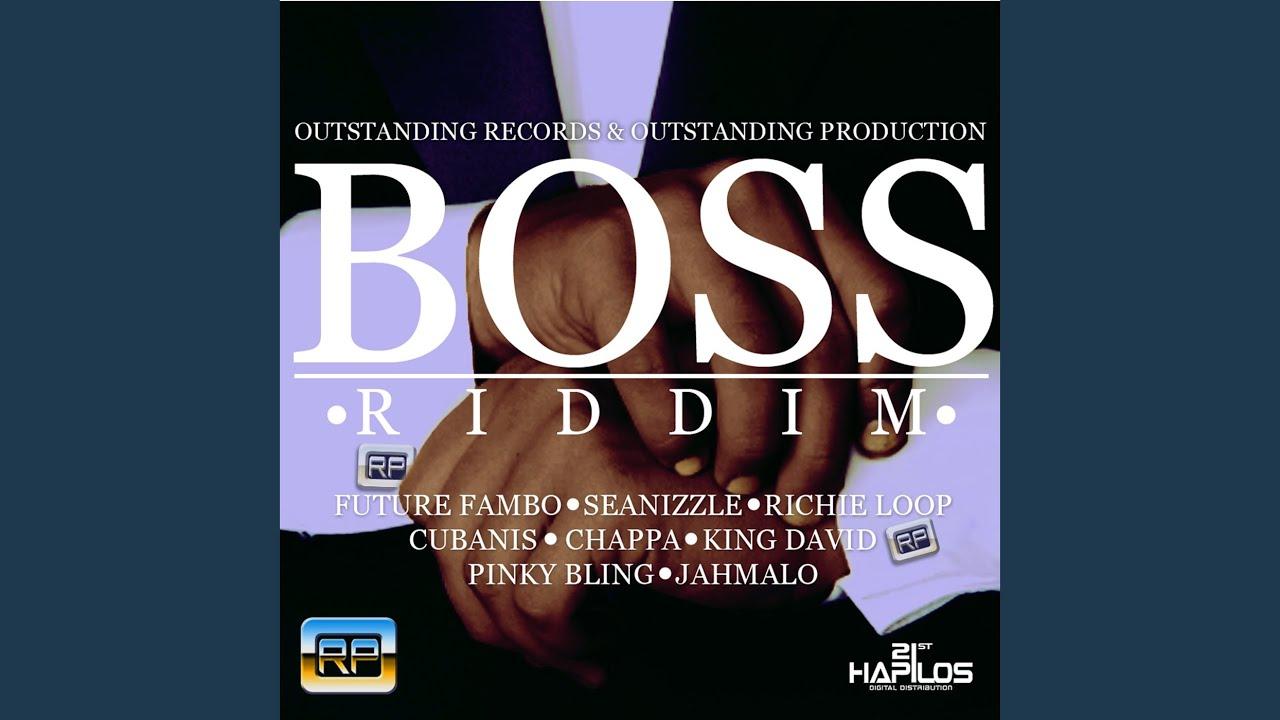 OUTSTANDING RECORDS & OUTSTANDING PRODUCTION
BOSS
•RIDDIM•
RP
FUTURE FAMBO•SEANIZZLE•RICHIE LOOP
CUBANIS•CHAPPA•KING DAVID
RP
PINKY BLING•JAHMALO
RP
21ST
HAPILOS
DIGITAL DISTRIBUTION